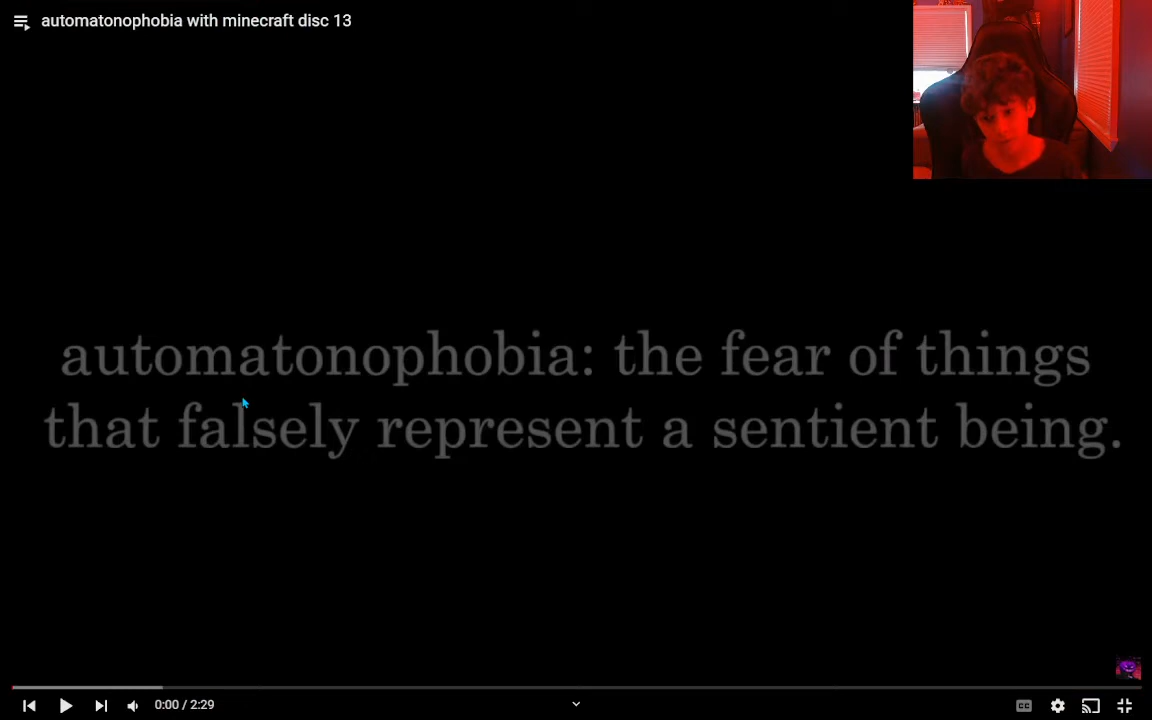 automatonophobia with minecraft disc 13
automatonophobia: the fear of things
that falsely represent a sentient being.
0:00 / 2:29
CC